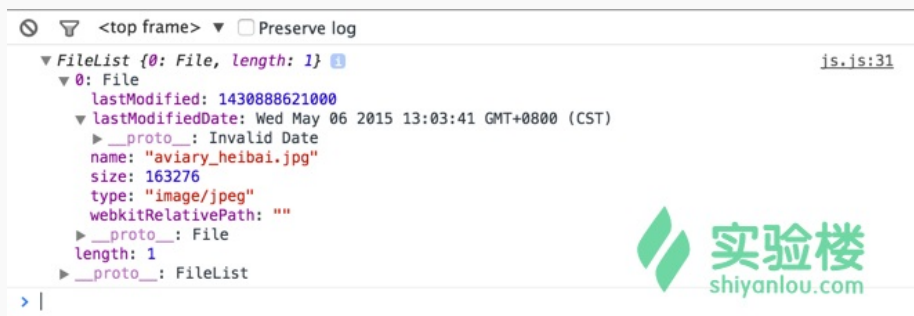 <top frame> ▼ Preserve log
▼ FileList {0: File, length: 1} i js.js:31
▼ 0: File
lastModified: 1430888621000
▼ lastModifiedDate: Wed May 06 2015 13:03:41 GMT+0800 (CST)
▶ __proto__: Invalid Date
name: "aviary_heibai.jpg"
size: 163276
type: "image/jpeg"
webkitRelativePath: ""
▶ __proto__: File
length: 1
▶ __proto__: FileList
>
实验楼
shiyanlou.com